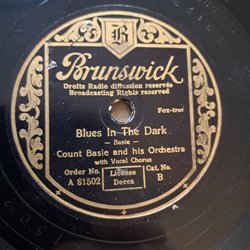 B
Brunswick
Droits Radio diffusion reservés
Broadcasting Rights reserved
Fox-trot
Blues In The Dark
- Basie -
Count Basie and his Orchestra
with Vocal Chorus
Order No. License Cat. No.
A 81502 Decca B